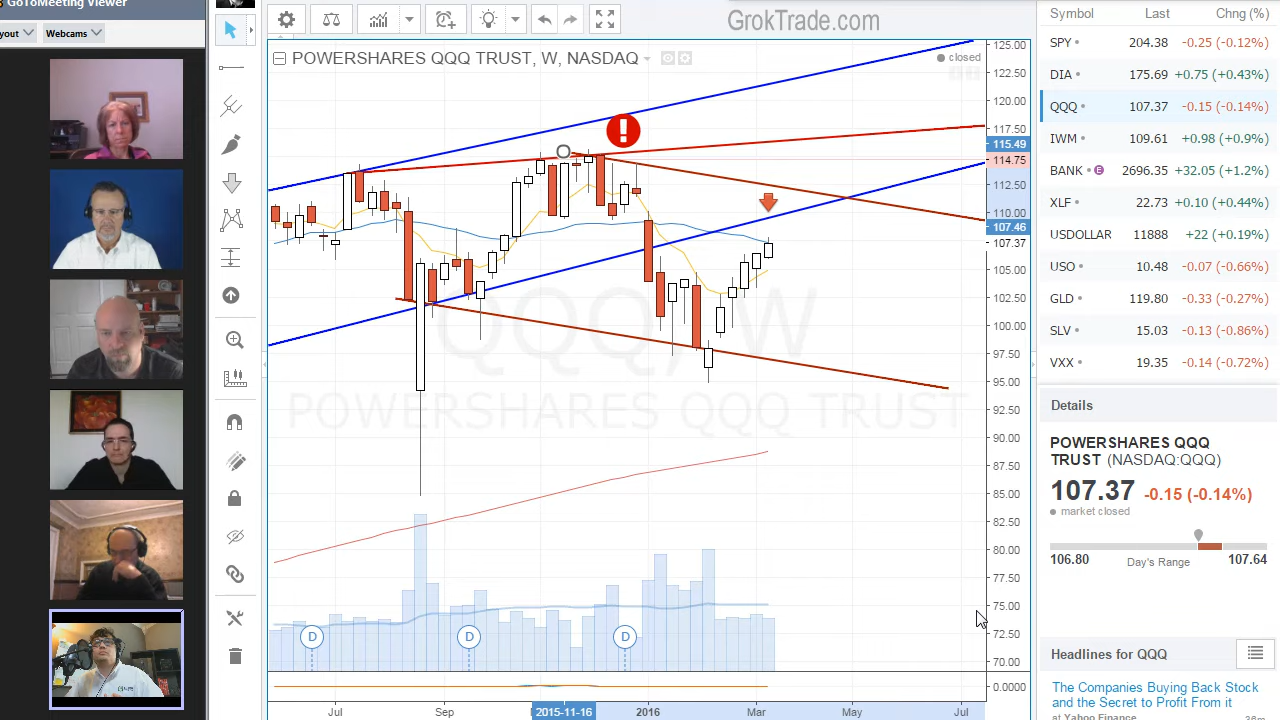 GoToMeeting Viewer
yout
Webcams
GrokTrade.com
POWERSHARES QQQ TRUST, W, NASDAQ
closed
QQQ, W
POWERSHARES QQQ TRUST
D
D
D
125.00
122.50
120.00
117.50
115.49
114.75
112.50
110.00
107.46
107.37
105.00
102.50
100.00
97.50
95.00
92.50
90.00
87.50
85.00
82.50
80.00
77.50
75.00
72.50
70.00
0.0000
Jul
Sep
2015-11-16
2016
Mar
May
Jul
Symbol Last Chng (%)
SPY 204.38 -0.25 (-0.12%)
DIA 175.69 +0.75 (+0.43%)
QQQ 107.37 -0.15 (-0.14%)
IWM 109.61 +0.98 (+0.9%)
BANK E 2696.35 +32.05 (+1.2%)
XLF 22.73 +0.10 (+0.44%)
USDOLLAR 11888 +22 (+0.19%)
USO 10.48 -0.07 (-0.66%)
GLD 119.80 -0.33 (-0.27%)
SLV 15.03 -0.13 (-0.86%)
VXX 19.35 -0.14 (-0.72%)
Details
POWERSHARES QQQ
TRUST (NASDAQ:QQQ)
107.37 -0.15 (-0.14%)
market closed
106.80 Day's Range 107.64
Headlines for QQQ
The Companies Buying Back Stock
and the Secret to Profit From it
at Yahoo Finance 36m